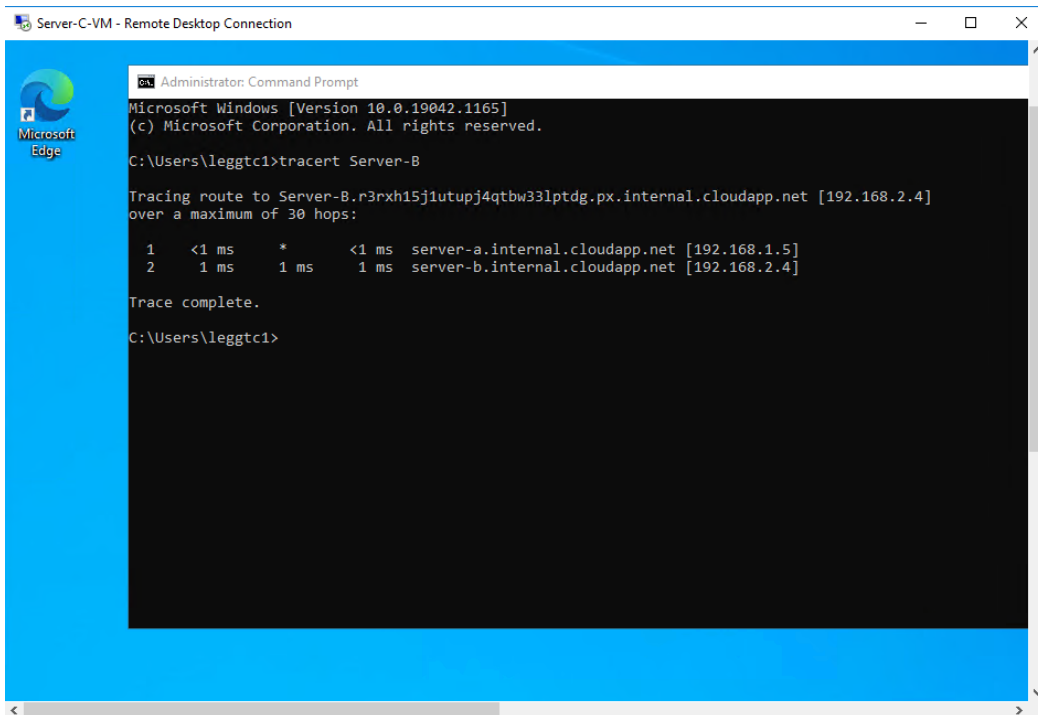 Server-C-VM - Remote Desktop Connection
Microsoft
Edge
Administrator: Command Prompt
Microsoft Windows [Version 10.0.19042.1165]
(c) Microsoft Corporation. All rights reserved.
C:\Users\leggtc1>tracert Server-B
Tracing route to Server-B.r3rxh15j1utupj4qtbw33lptdg.px.internal.cloudapp.net [192.168.2.4]
over a maximum of 30 hops:
1 <1 ms * <1 ms server-a.internal.cloudapp.net [192.168.1.5]
2 1 ms 1 ms 1 ms server-b.internal.cloudapp.net [192.168.2.4]
Trace complete.
C:\Users\leggtc1>